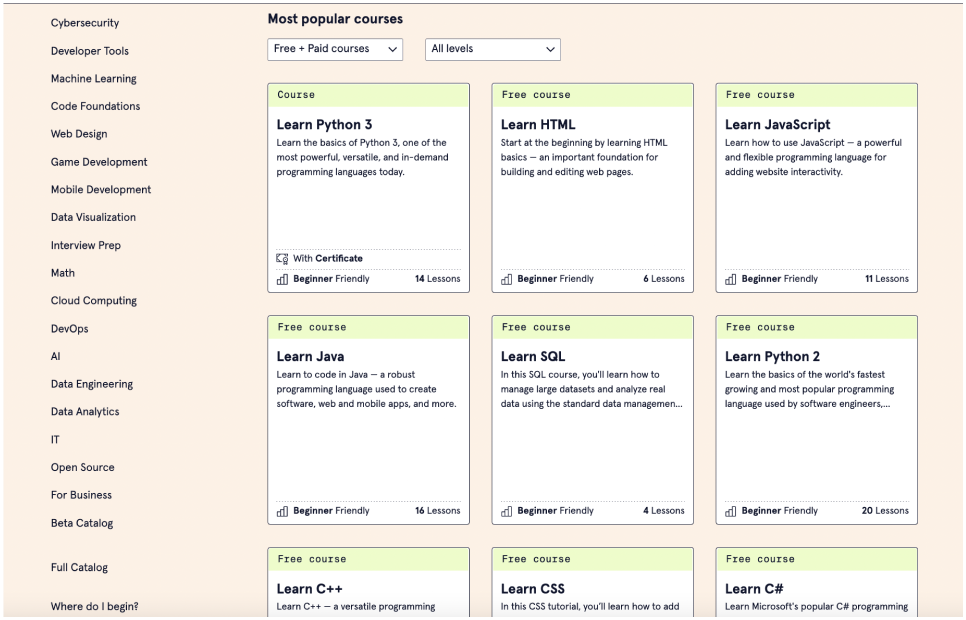 Cybersecurity
Developer Tools
Machine Learning
Code Foundations
Web Design
Game Development
Mobile Development
Data Visualization
Interview Prep
Math
Cloud Computing
DevOps
AI
Data Engineering
Data Analytics
IT
Open Source
For Business
Beta Catalog
Full Catalog
Where do I begin?
Most popular courses
Free + Paid courses
All levels
Course
Learn Python 3
Learn the basics of Python 3, one of the
most powerful, versatile, and in-demand
programming languages today.
With Certificate
Beginner Friendly
14 Lessons
Free course
Learn HTML
Start at the beginning by learning HTML
basics — an important foundation for
building and editing web pages.
Beginner Friendly
6 Lessons
Free course
Learn JavaScript
Learn how to use JavaScript — a powerful
and flexible programming language for
adding website interactivity.
Beginner Friendly
11 Lessons
Free course
Learn Java
Learn to code in Java — a robust
programming language used to create
software, web and mobile apps, and more.
Beginner Friendly
16 Lessons
Free course
Learn SQL
In this SQL course, you'll learn how to
manage large datasets and analyze real
data using the standard data managemen...
Beginner Friendly
4 Lessons
Free course
Learn Python 2
Learn the basics of the world's fastest
growing and most popular programming
language used by software engineers,...
Beginner Friendly
20 Lessons
Free course
Learn C++
Learn C++ — a versatile programming
Free course
Learn CSS
In this CSS tutorial, you'll learn how to add
Free course
Learn C#
Learn Microsoft's popular C# programming